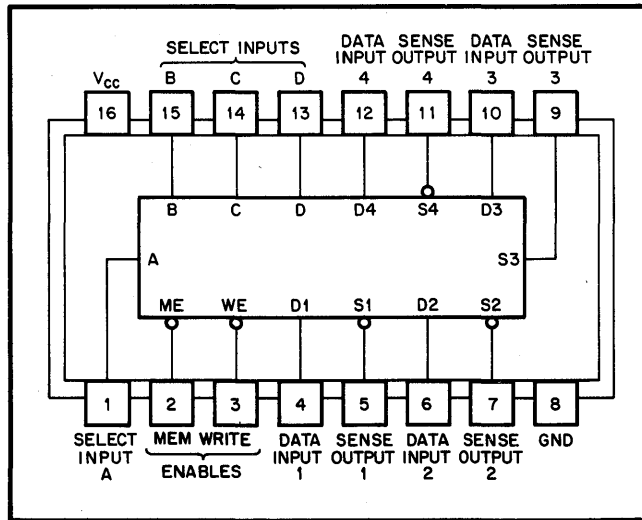 SELECT INPUTS
DATA INPUT 4
SENSE OUTPUT 4
DATA INPUT 3
SENSE OUTPUT 3
VCC B C D
16 15 14 13 12 11 10 9
B C D D4 S4 D3
A S3
ME WE D1 S1 D2 S2
1 2 3 4 5 6 7 8
SELECT INPUT A
MEM WRITE
ENABLES
DATA INPUT 1
SENSE OUTPUT 1
DATA INPUT 2
SENSE OUTPUT 2
GND